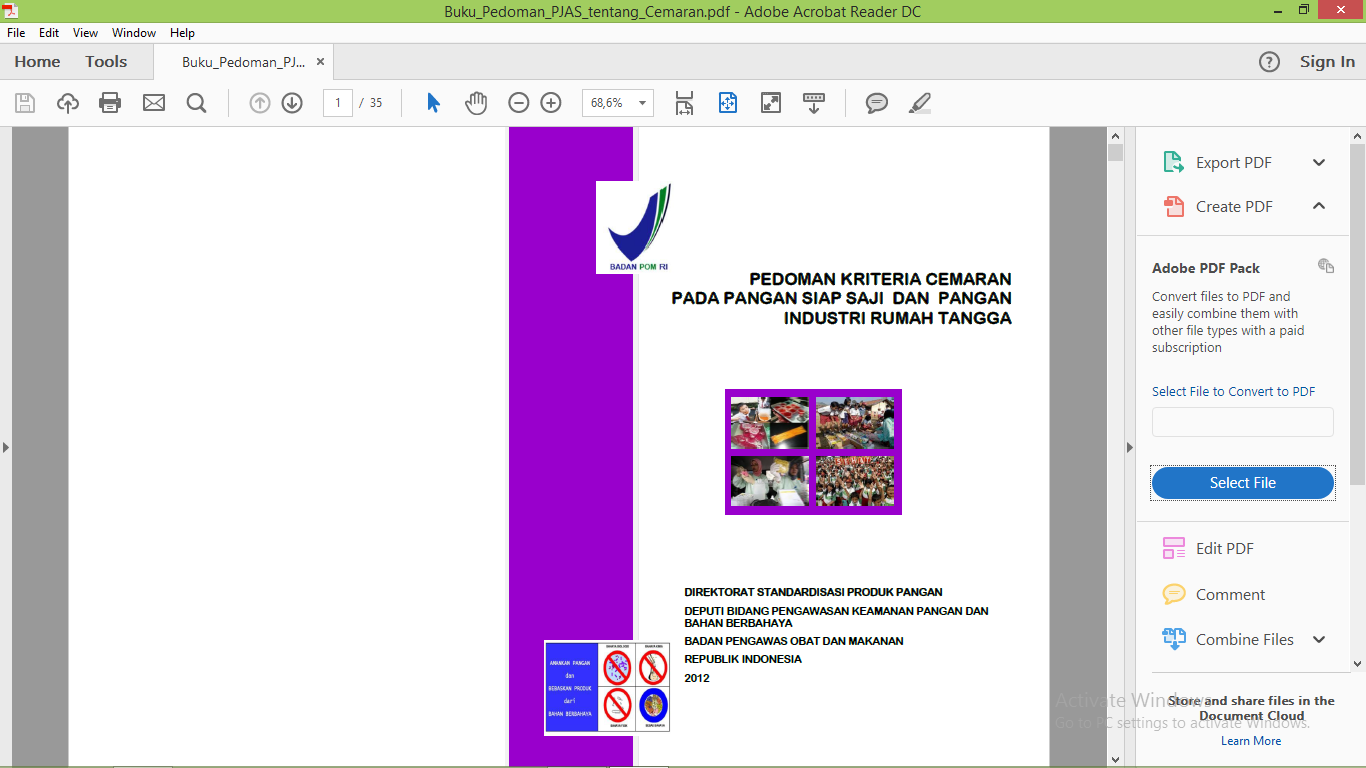 Buku_Pedoman_PJAS_tentang_Cemaran.pdf - Adobe Acrobat Reader DC
File Edit View Window Help
Home Tools Buku_Pedoman_PJ... × Sign In
1 / 35 68,6%
BADAN POM RI
PEDOMAN KRITERIA CEMARAN
PADA PANGAN SIAP SAJI DAN PANGAN
INDUSTRI RUMAH TANGGA
DIREKTORAT STANDARDISASI PRODUK PANGAN
DEPUTI BIDANG PENGAWASAN KEAMANAN PANGAN DAN
BAHAN BERBAHAYA
BADAN PENGAWAS OBAT DAN MAKANAN
REPUBLIK INDONESIA
2012
AMANKAN PANGAN
dan
BEBASKAN PRODUK
dari
BAHAN BERBAHAYA
Export PDF
Create PDF
Adobe PDF Pack
Convert files to PDF and
easily combine them with
other file types with a paid
subscription
Select File to Convert to PDF
Select File
Edit PDF
Comment
Combine Files
Store and share files in the
Document Cloud
Learn More
Activate Windows
Go to PC settings to activate Windows.